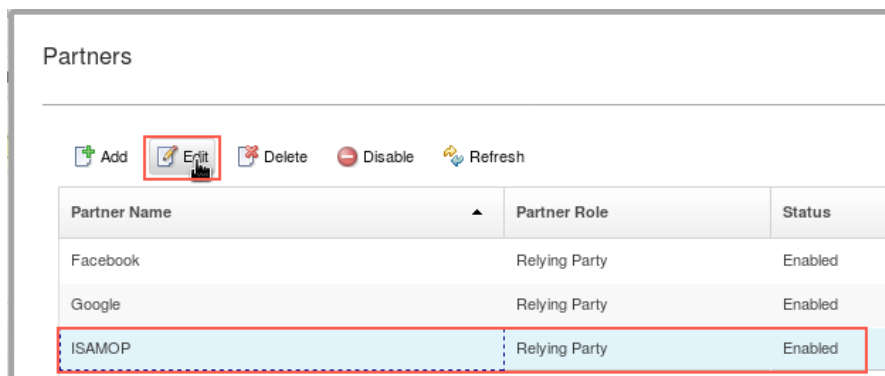 Partners
Add Edit Delete Disable Refresh
Partner Name Partner Role Status
Facebook Relying Party Enabled
Google Relying Party Enabled
ISAMOP Relying Party Enabled